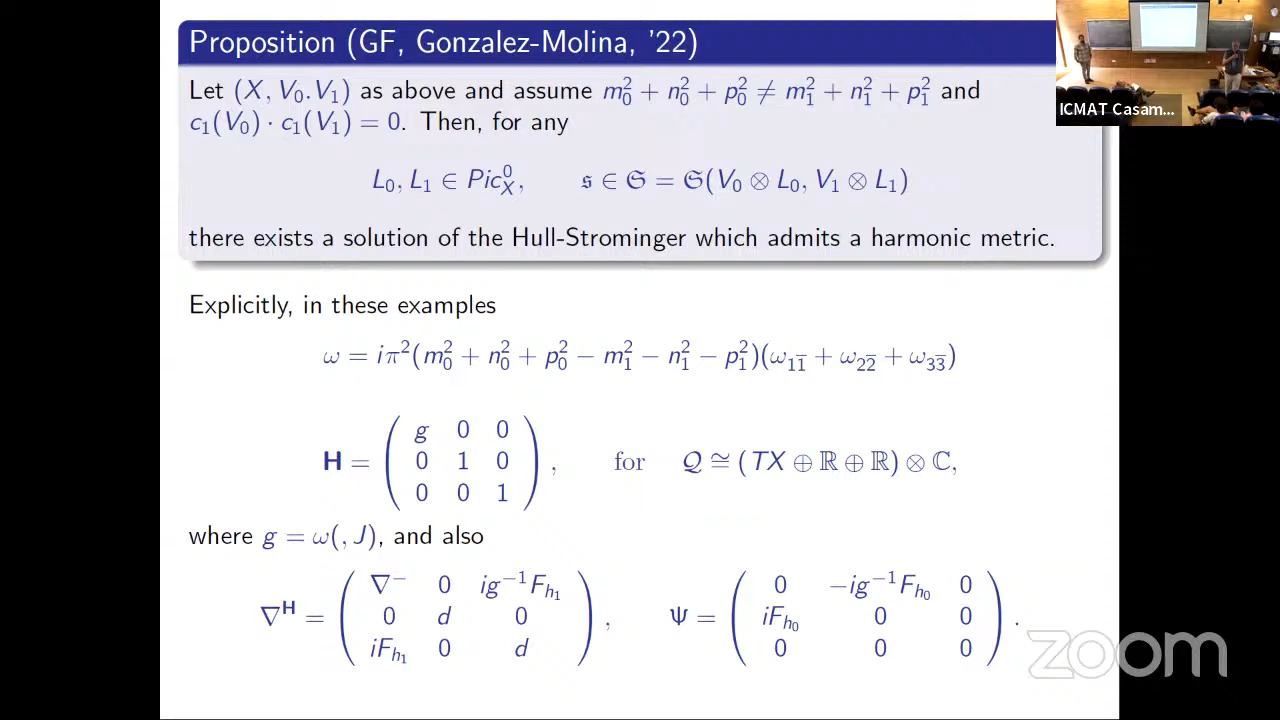 Proposition (GF, Gonzalez-Molina, '22)
Let (X, V₀.V₁) as above and assume m₀² + n₀² + p₀² ≠ m₁² + n₁² + p₁² and
c₁(V₀) · c₁(V₁) = 0. Then, for any
L₀, L₁ ∈ Pic⁰_X, 𝔰 ∈ 𝔖 = 𝔖(V₀ ⊗ L₀, V₁ ⊗ L₁)
there exists a solution of the Hull-Strominger which admits a harmonic metric.
Explicitly, in these examples
ω = iπ²(m₀² + n₀² + p₀² − m₁² − n₁² − p₁²)(ω_{11̅} + ω_{22̅} + ω_{33̅})
H = ( g 0 0 ; 0 1 0 ; 0 0 1 ), for 𝒬 ≅ (TX ⊕ ℝ ⊕ ℝ) ⊗ ℂ,
where g = ω(, J), and also
∇^H = ( ∇⁻ 0 ig⁻¹F_{h₁} ; 0 d 0 ; iF_{h₁} 0 d ), Ψ = ( 0 −ig⁻¹F_{h₀} 0 ; iF_{h₀} 0 0 ; 0 0 0 ).
ICMAT Casam...
zoom